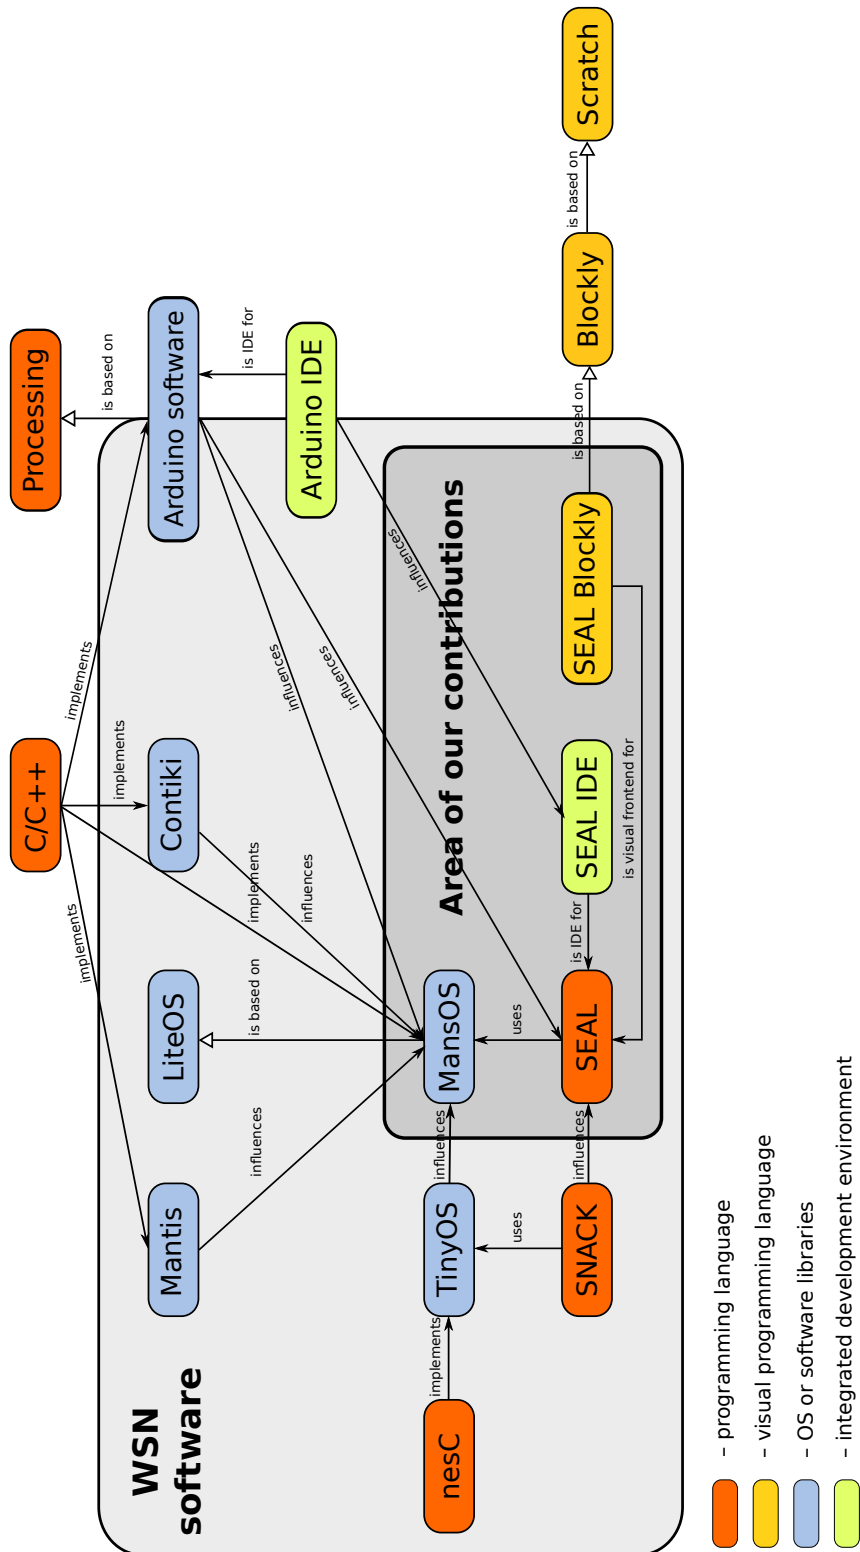 C/C++
Processing
implements
implements
implements
is based on
WSN
software
Mantis
LiteOS
Contiki
Arduino software
influences
is based on
implements
influences
influences
influences
is IDE for
Arduino IDE
influences
Area of our contributions
nesC
implements
TinyOS
influences
MansOS
uses
uses
SNACK
influences
SEAL
is IDE for
SEAL IDE
SEAL Blockly
is based on
Blockly
is based on
Scratch
is visual frontend for
– programming language
– visual programming language
– OS or software libraries
– integrated development environment